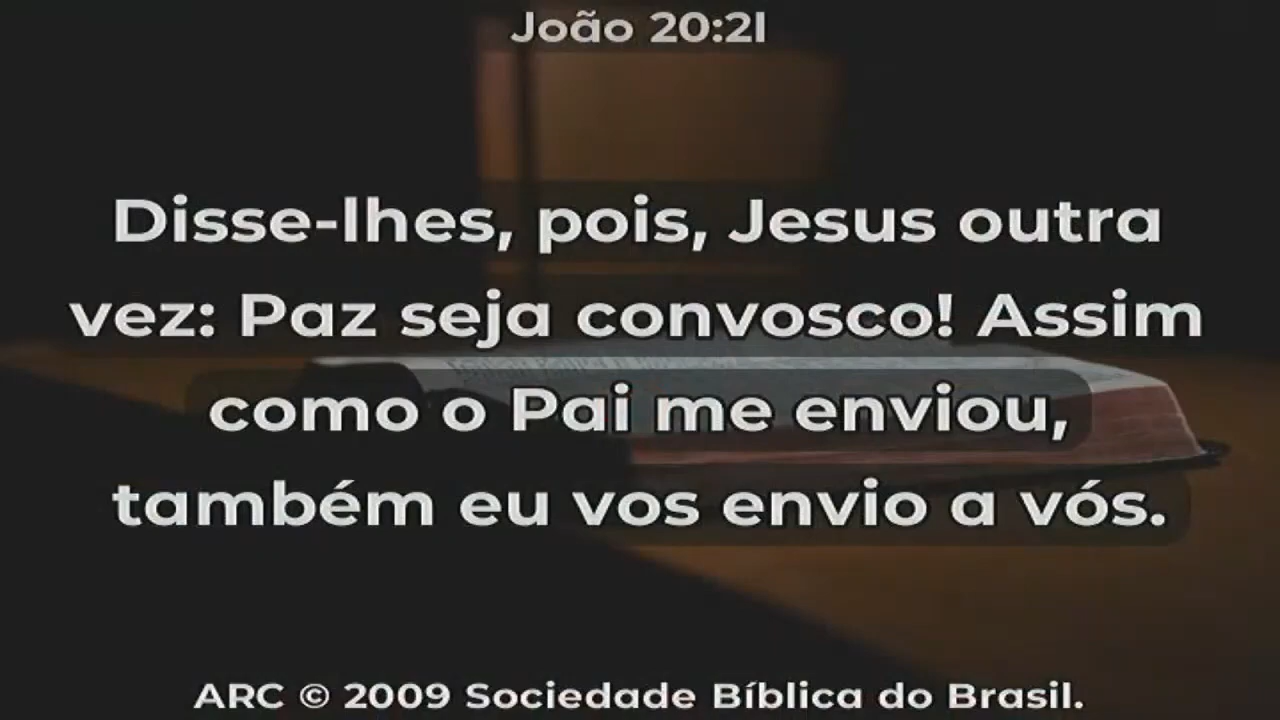 João 20:21
Disse-lhes, pois, Jesus outra
vez: Paz seja convosco! Assim
como o Pai me enviou,
também eu vos envio a vós.
ARC © 2009 Sociedade Bíblica do Brasil.